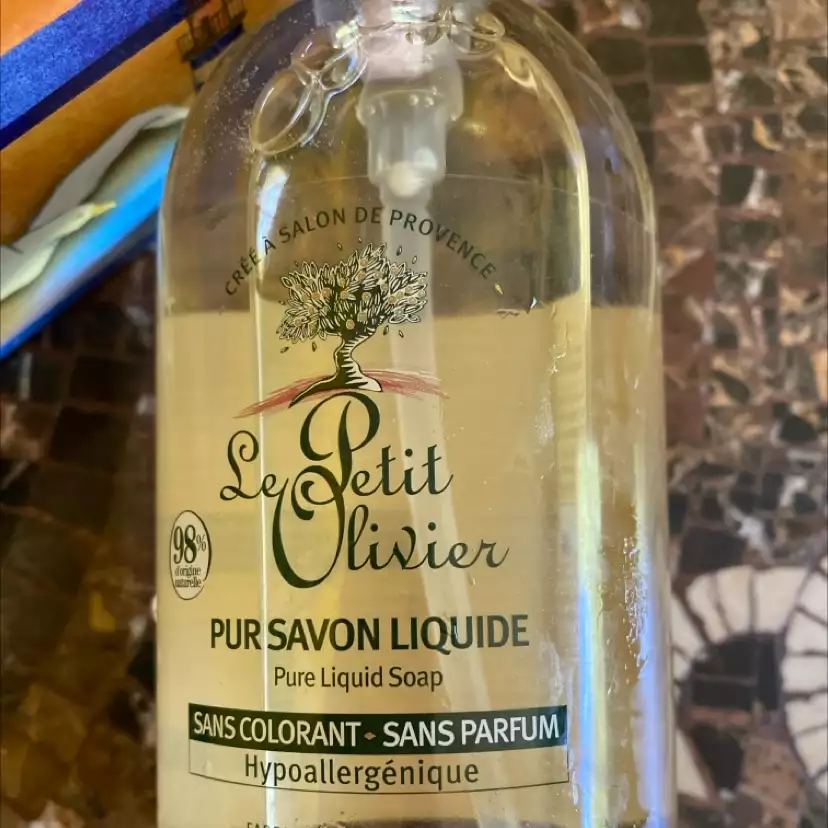 CRÉÉ À SALON DE PROVENCE
Le Petit
Olivier
98%
d'origine
naturelle
PUR SAVON LIQUIDE
Pure Liquid Soap
SANS COLORANT - SANS PARFUM
Hypoallergénique